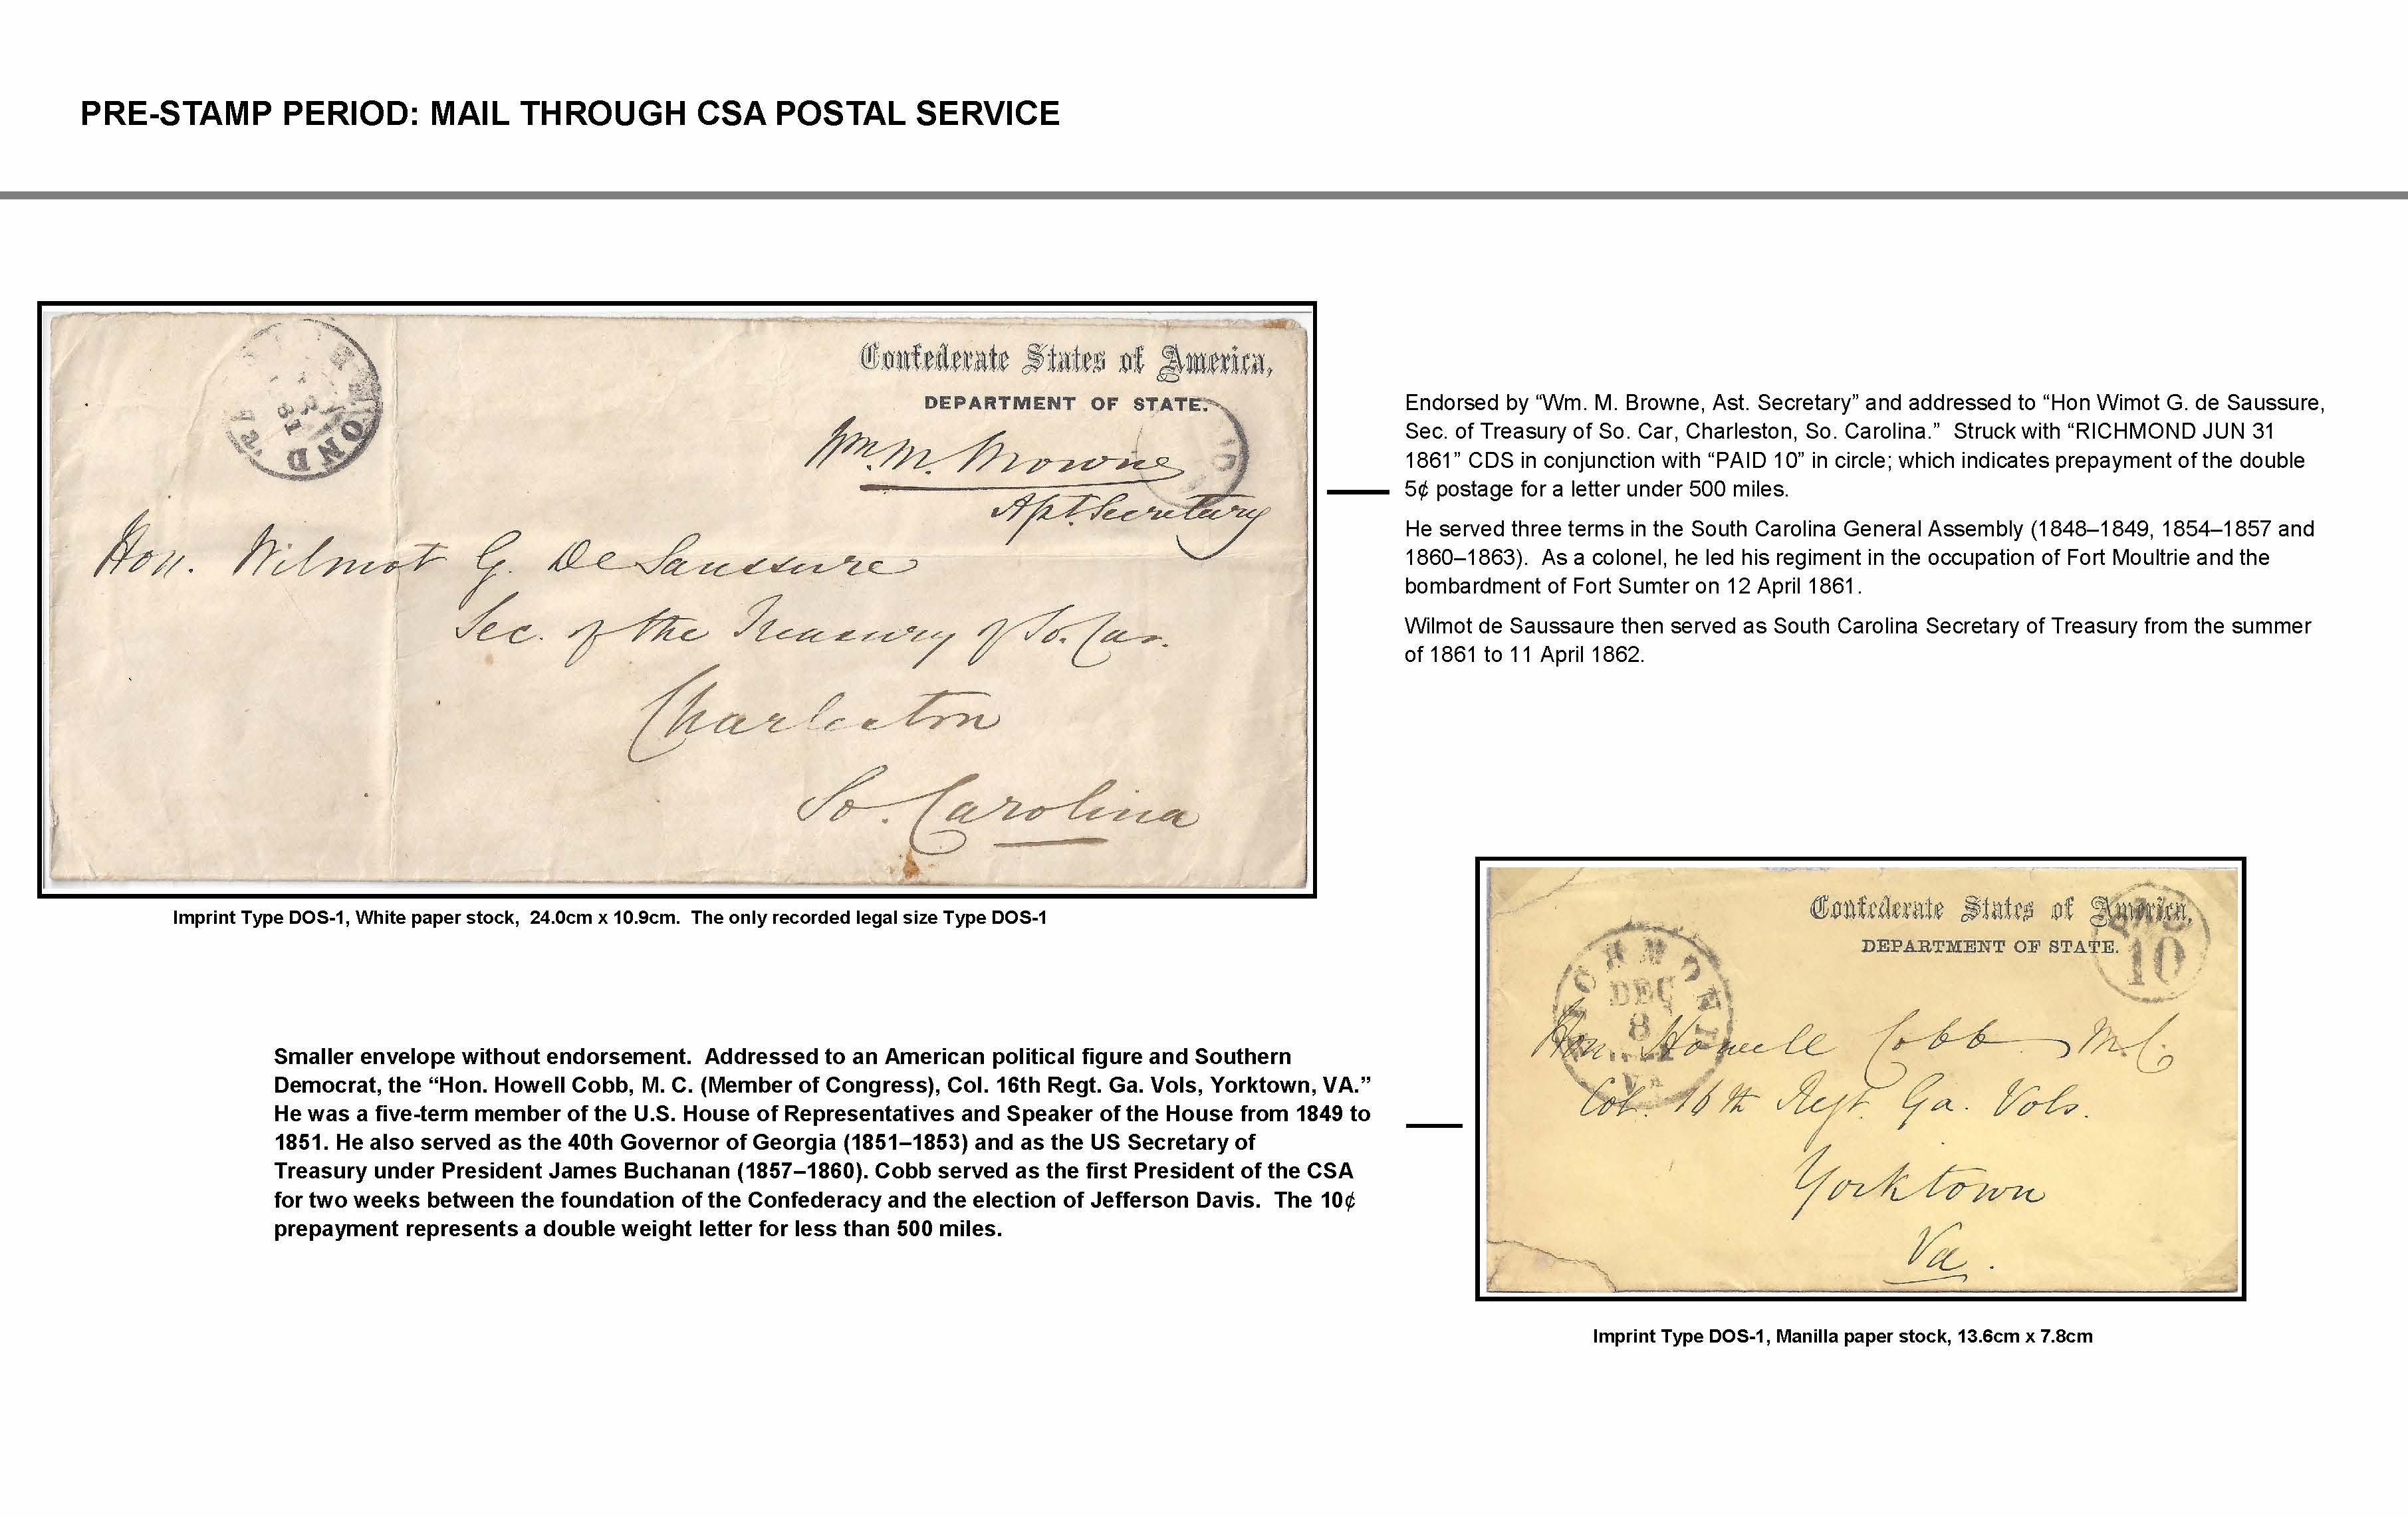 PRE-STAMP PERIOD: MAIL THROUGH CSA POSTAL SERVICE
OND
61
Confederate States of America,
DEPARTMENT OF STATE.
Wm. M. Browne
Ast. Secretary
Hon. Wilmot G. De Saussure
Sec. of the Treasury of So. Car.
Charleston
So. Carolina
Imprint Type DOS-1, White paper stock,  24.0cm x 10.9cm.  The only recorded legal size Type DOS-1
Endorsed by “Wm. M. Browne, Ast. Secretary” and addressed to “Hon Wimot G. de Saussure,
Sec. of Treasury of So. Car, Charleston, So. Carolina.”  Struck with “RICHMOND JUN 31
1861” CDS in conjunction with “PAID 10” in circle; which indicates prepayment of the double
5¢ postage for a letter under 500 miles.
He served three terms in the South Carolina General Assembly (1848–1849, 1854–1857 and
1860–1863).  As a colonel, he led his regiment in the occupation of Fort Moultrie and the
bombardment of Fort Sumter on 12 April 1861.
Wilmot de Saussaure then served as South Carolina Secretary of Treasury from the summer
of 1861 to 11 April 1862.
Smaller envelope without endorsement.  Addressed to an American political figure and Southern
Democrat, the “Hon. Howell Cobb, M. C. (Member of Congress), Col. 16th Regt. Ga. Vols, Yorktown, VA.”
He was a five-term member of the U.S. House of Representatives and Speaker of the House from 1849 to
1851. He also served as the 40th Governor of Georgia (1851–1853) and as the US Secretary of
Treasury under President James Buchanan (1857–1860). Cobb served as the first President of the CSA
for two weeks between the foundation of the Confederacy and the election of Jefferson Davis.  The 10¢
prepayment represents a double weight letter for less than 500 miles.
Confederate States of America,
DEPARTMENT OF STATE.
PAID
10
RICHMOND
DEC
8
VA
Hon. Howell Cobb M.C.
Col. 16th Regt. Ga. Vols.
Yorktown
Va.
Imprint Type DOS-1, Manilla paper stock, 13.6cm x 7.8cm